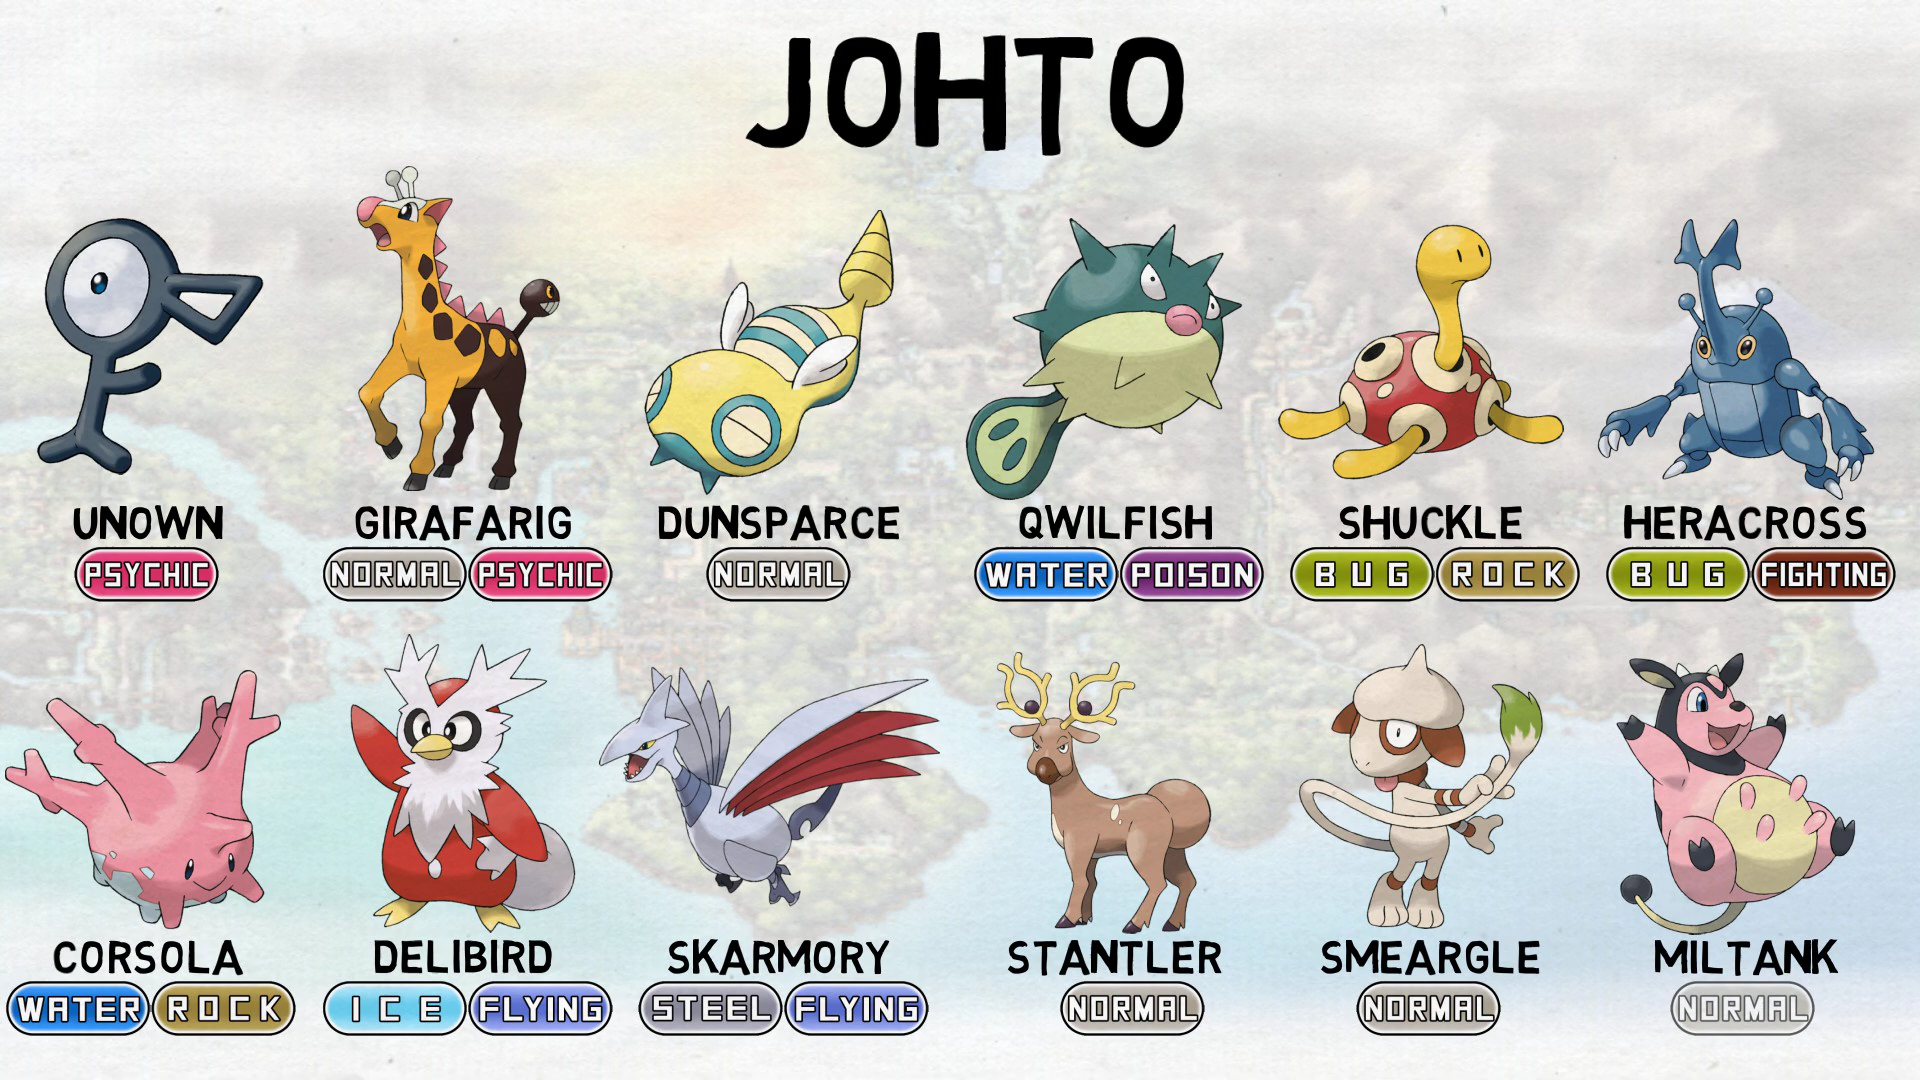 JOHTO
UNOWN
PSYCHIC
GIRAFARIG
NORMAL PSYCHIC
DUNSPARCE
NORMAL
QWILFISH
WATER POISON
SHUCKLE
BUG ROCK
HERACROSS
BUG FIGHTING
CORSOLA
WATER ROCK
DELIBIRD
ICE FLYING
SKARMORY
STEEL FLYING
STANTLER
NORMAL
SMEARGLE
NORMAL
MILTANK
NORMAL